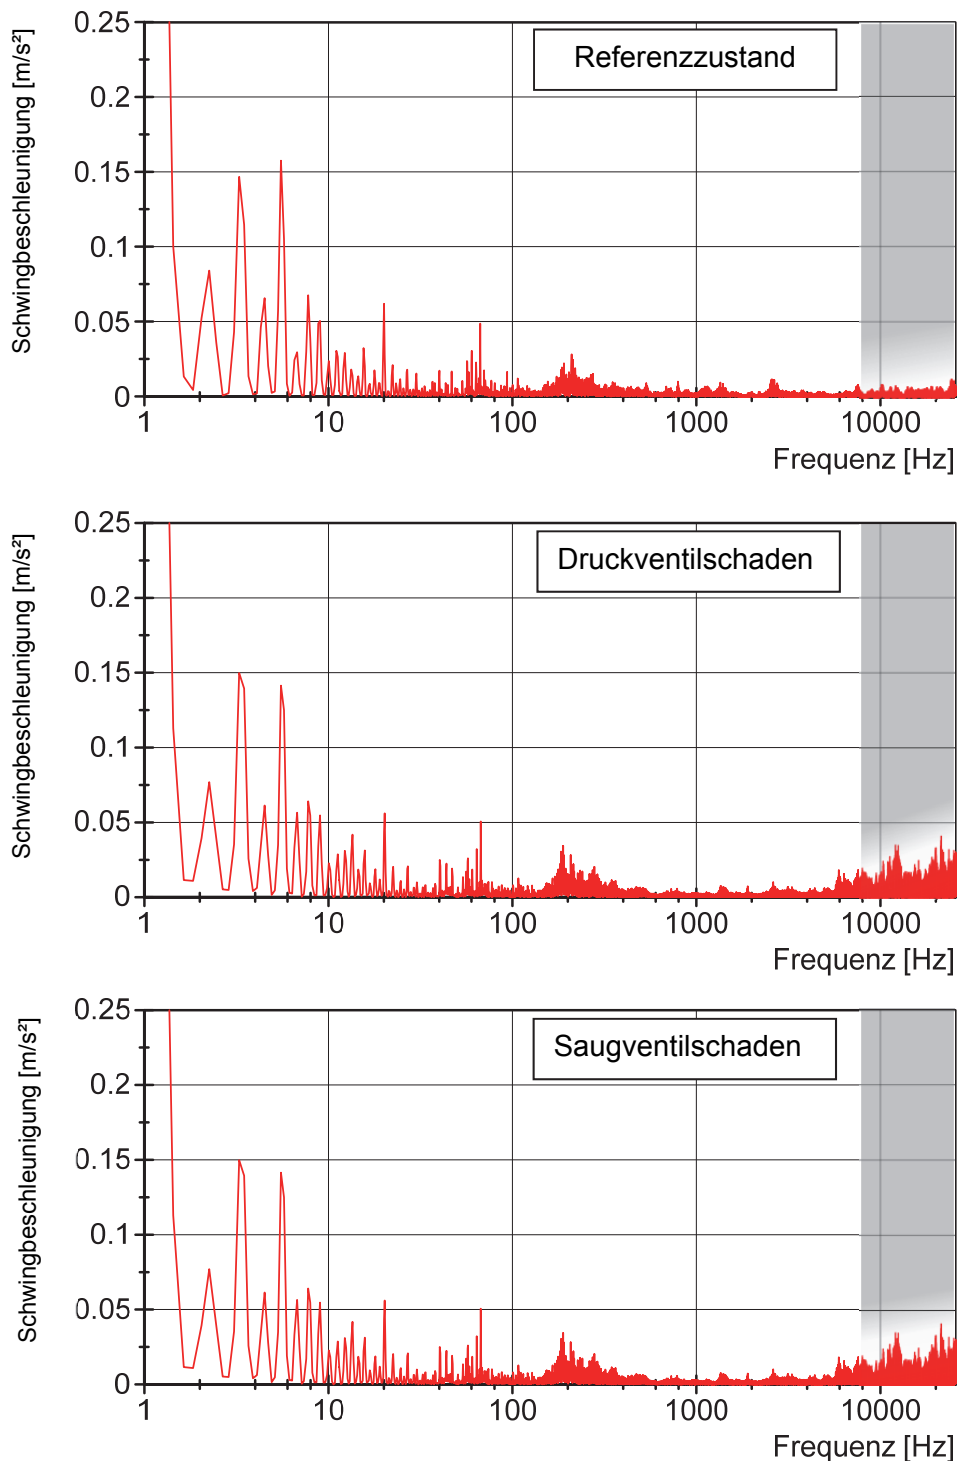 Schwingbeschleunigung [m/s²]
0.25
0.2
0.15
0.1
0.05
0
Referenzzustand
1 10 100 1000 10000
Frequenz [Hz]
Schwingbeschleunigung [m/s²]
0.25
0.2
0.15
0.1
0.05
0
Druckventilschaden
1 10 100 1000 10000
Frequenz [Hz]
Schwingbeschleunigung [m/s²]
0.25
0.2
0.15
0.1
0.05
0
Saugventilschaden
1 10 100 1000 10000
Frequenz [Hz]